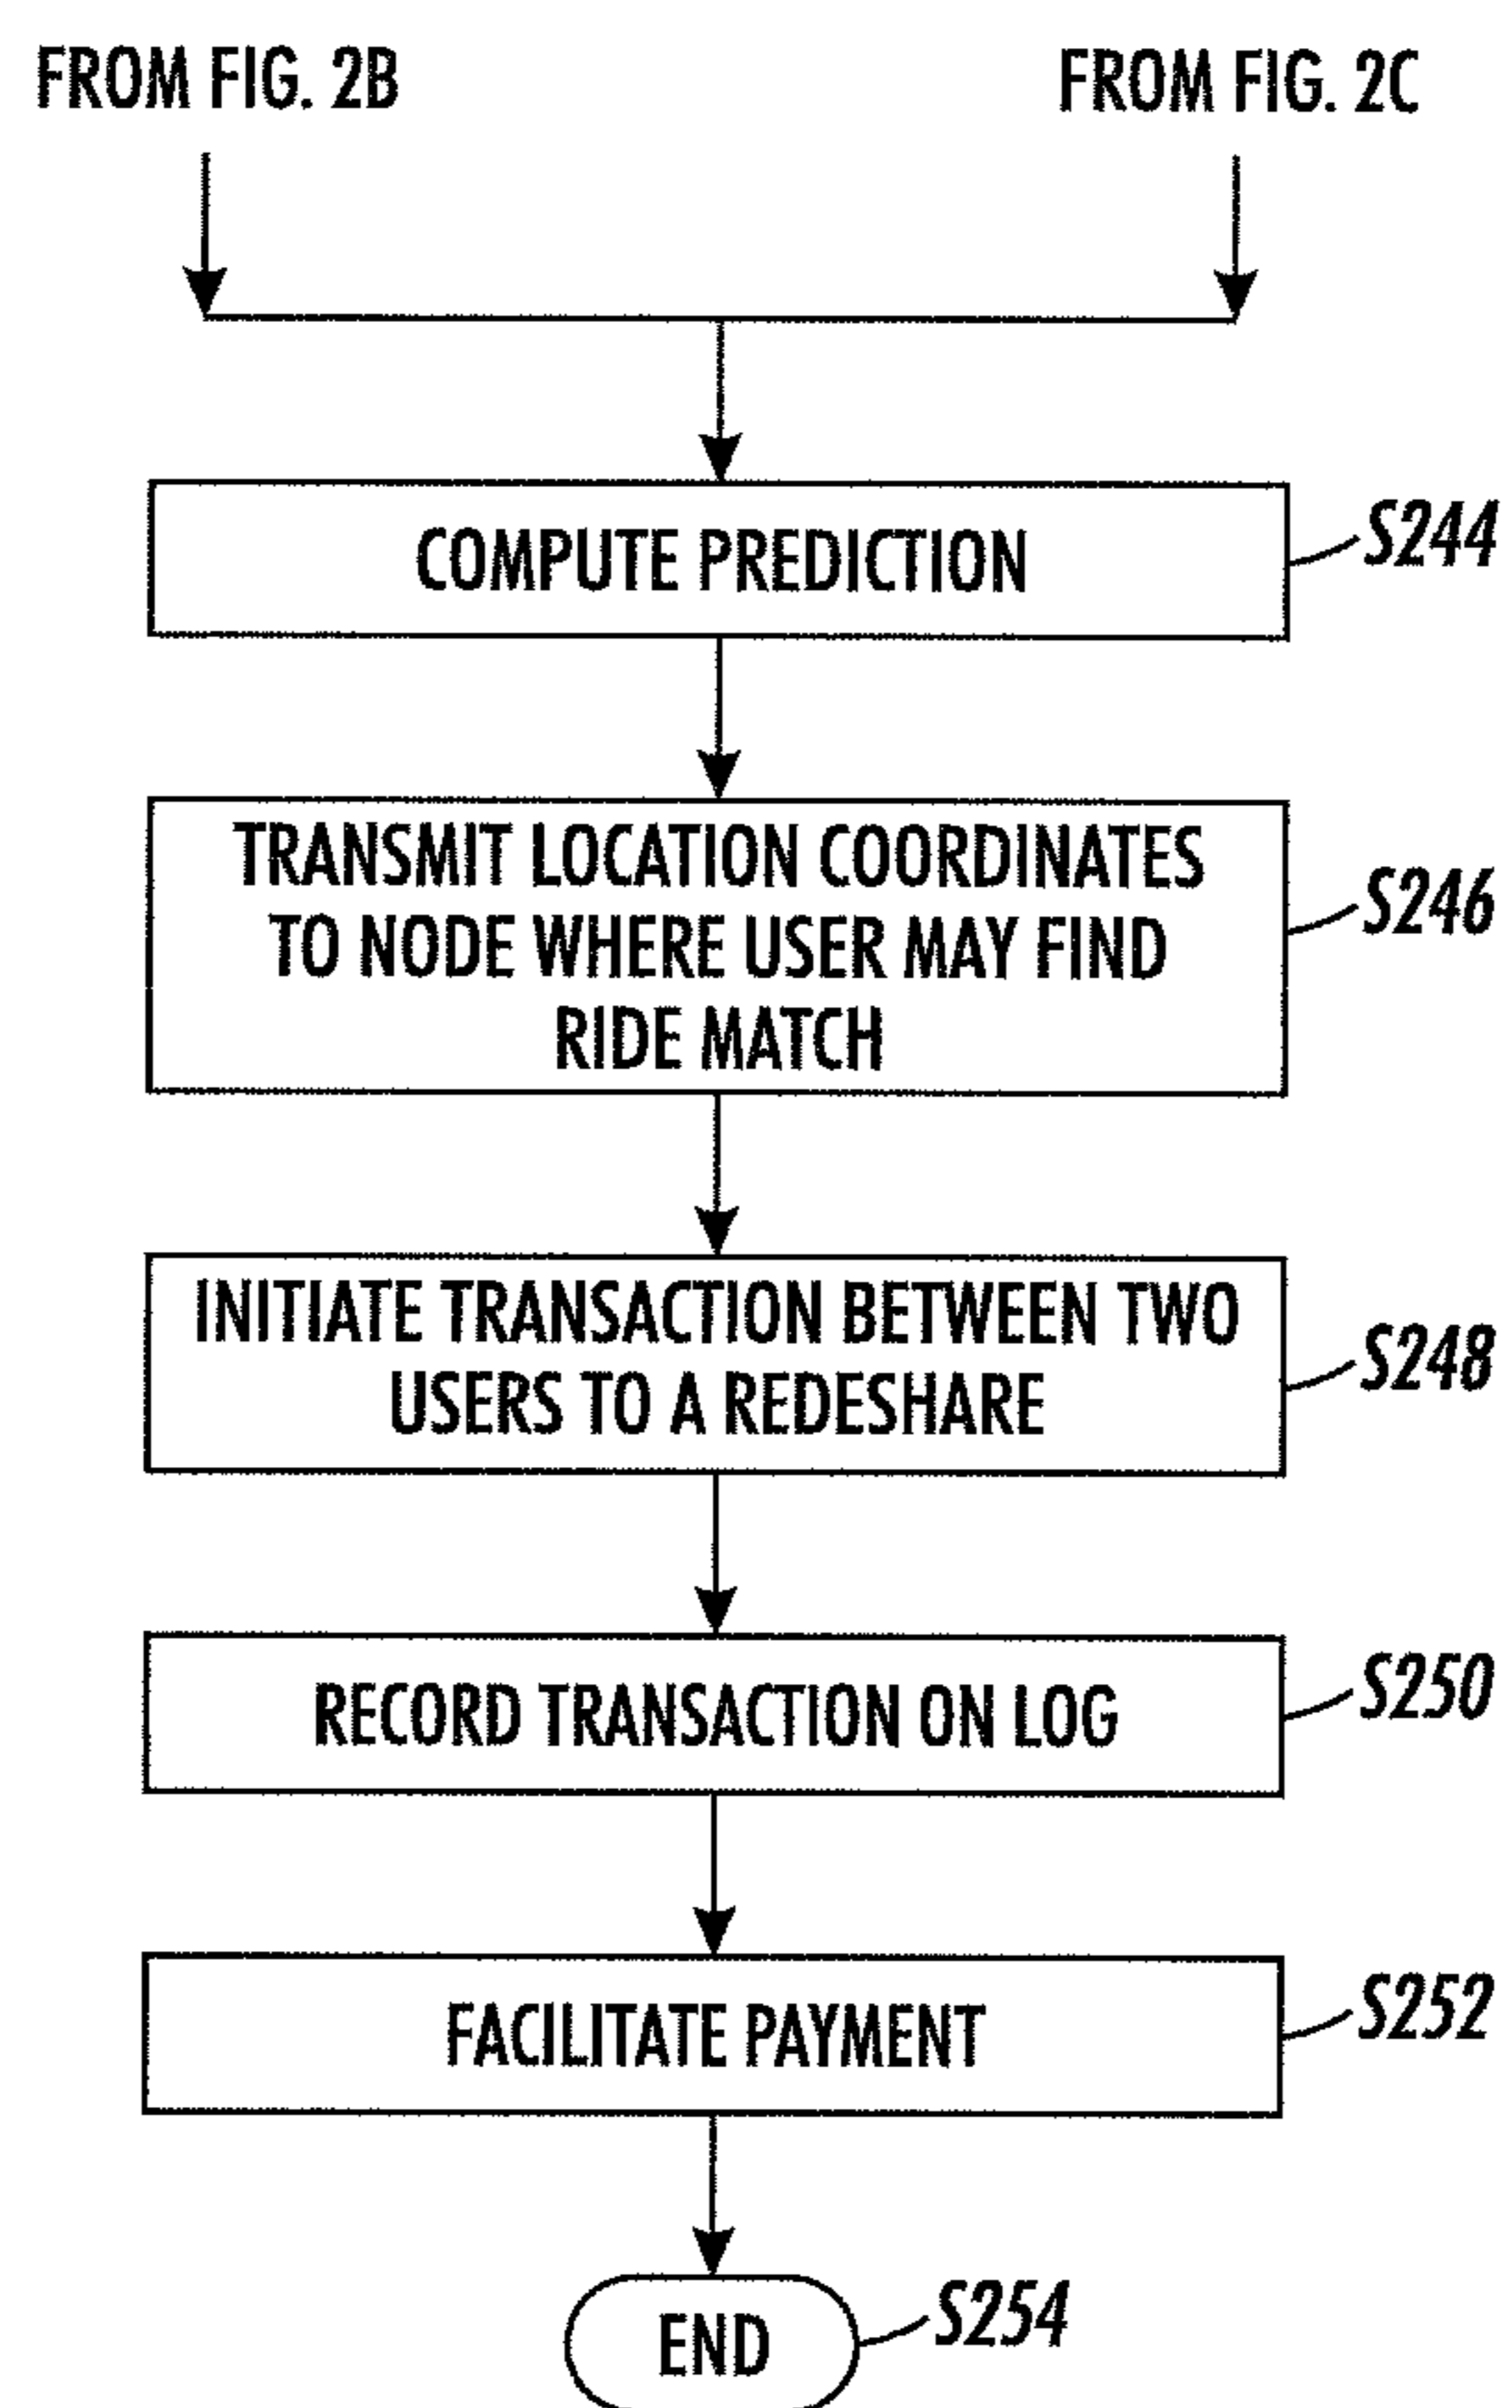 FROM FIG. 2B
FROM FIG. 2C
COMPUTE PREDICTION
S244
TRANSMIT LOCATION COORDINATES
TO NODE WHERE USER MAY FIND
RIDE MATCH
S246
INITIATE TRANSACTION BETWEEN TWO
USERS TO A REDESHARE
S248
RECORD TRANSACTION ON LOG
S250
FACILITATE PAYMENT
S252
END
S254